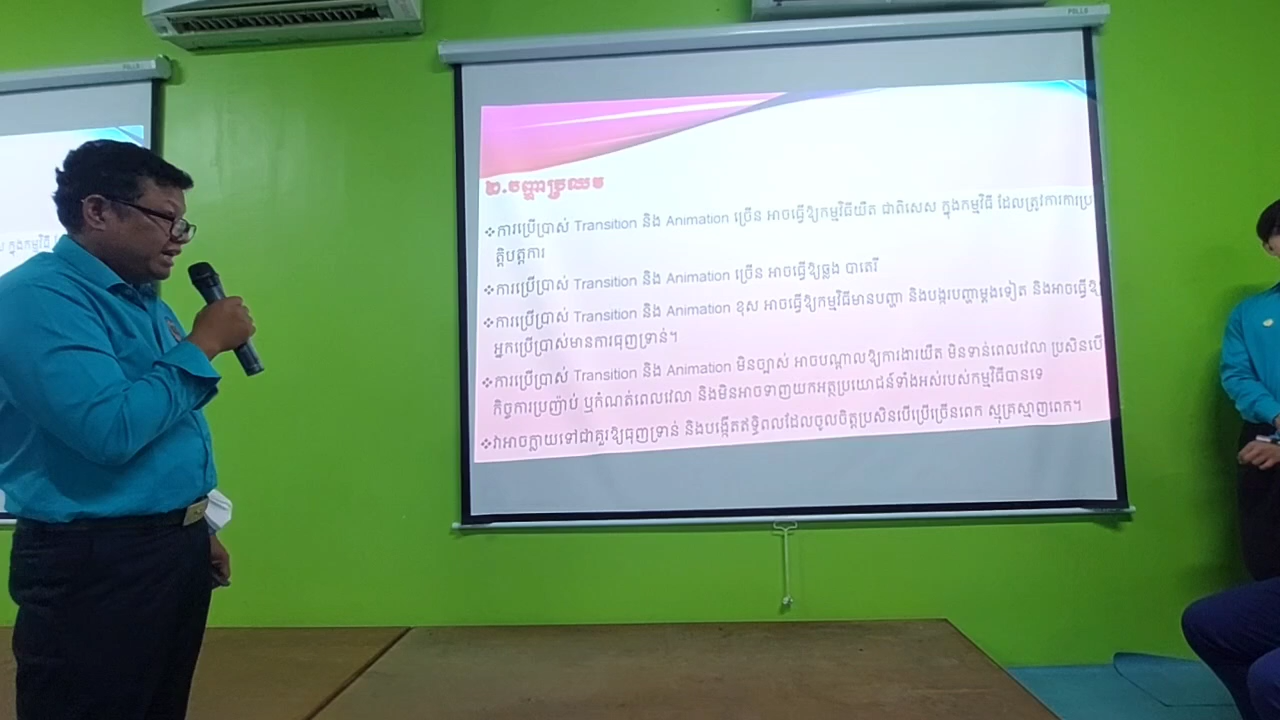 ២.បញ្ហាប្រឈម
❖ការប្រើប្រាស់ Transition និង Animation ច្រើន អាចធ្វើឱ្យកម្មវិធីយឺត ជាពិសេស ក្នុងកម្មវិធី ដែលត្រូវការការប្រ
ត្តិបត្តការ
❖ការប្រើប្រាស់ Transition និង Animation ច្រើន អាចធ្វើឱ្យឆ្លង បាតេរី
❖ការប្រើប្រាស់ Transition និង Animation ខុស អាចធ្វើឱ្យកម្មវិធីមានបញ្ហា និងបង្ករបញ្ហាម្តងទៀត និងអាចធ្វើឱ្យ
អ្នកប្រើប្រាស់មានការធុញទ្រាន់។
❖ការប្រើប្រាស់ Transition និង Animation មិនច្បាស់ អាចបណ្តាលឱ្យការងារយឺត មិនទាន់ពេលវេលា ប្រសិនបើ
កិច្ចការប្រញ៉ាប់ ឬកំណត់ពេលវេលា និងមិនអាចទាញយកអត្ថប្រយោជន៍ទាំងអស់របស់កម្មវិធីបានទេ
❖វាអាចក្លាយទៅជាគួរឱ្យធុញទ្រាន់ និងបង្កើតឥទ្ធិពលដែលចូលចិត្តប្រសិនបើប្រើច្រើនពេក ស្មុគ្រស្មាញពេក។